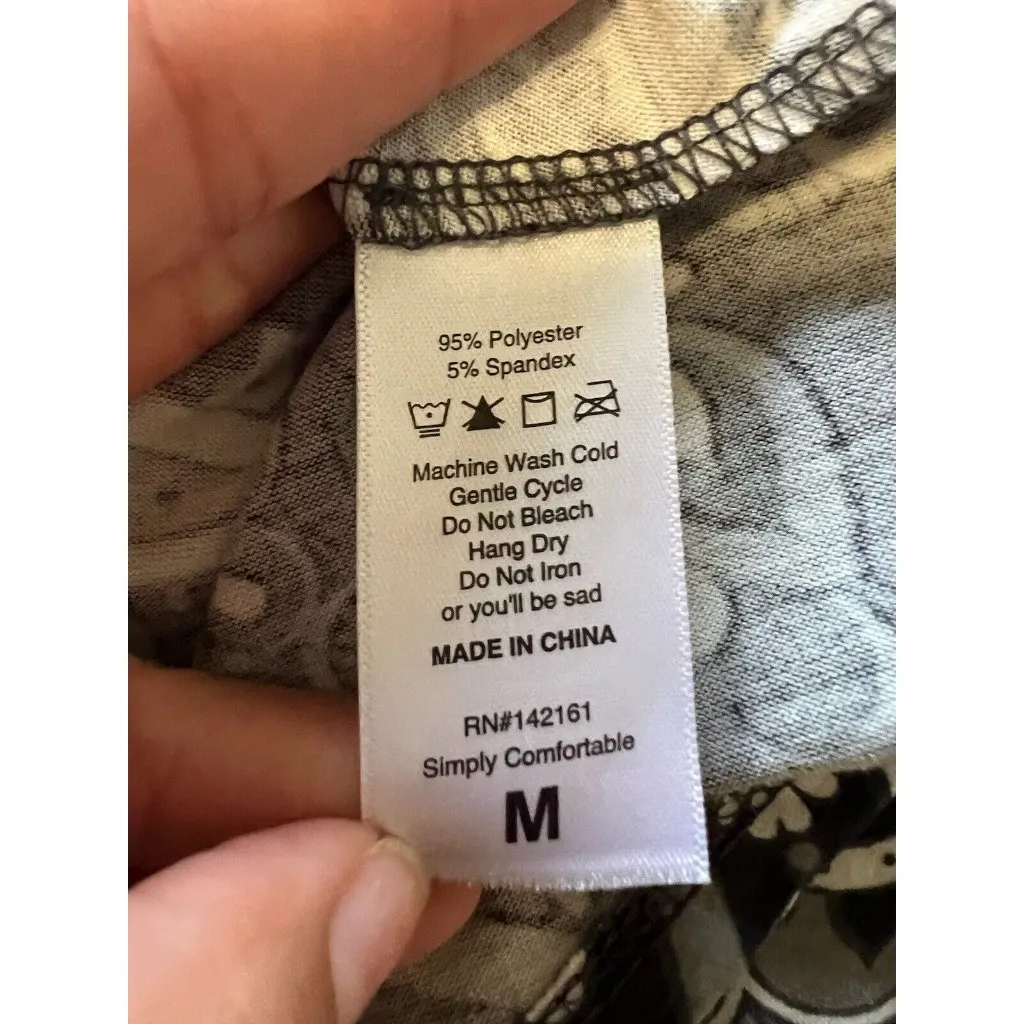 95% Polyester
5% Spandex
Machine Wash Cold
Gentle Cycle
Do Not Bleach
Hang Dry
Do Not Iron
or you'll be sad
MADE IN CHINA
RN#142161
Simply Comfortable
M